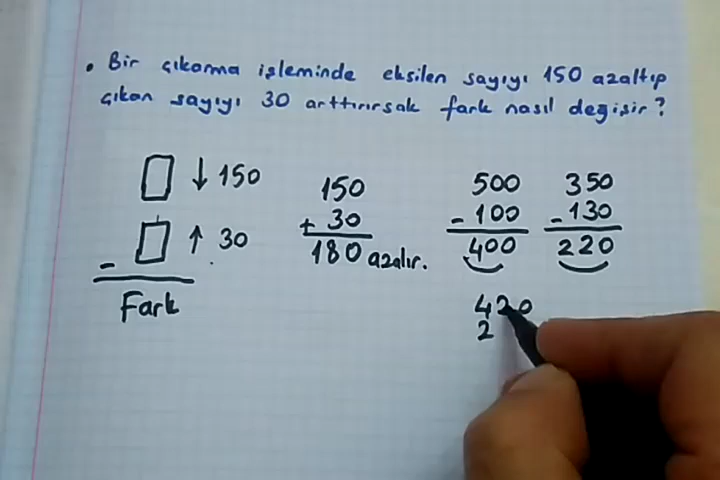 • Bir çıkarma işleminde eksilen sayıyı 150 azaltıp
çıkan sayıyı 30 arttırırsak fark nasıl değişir?
↓ 150
- ↑ 30
Fark
150
+ 30
180 azalır.
500
- 100
400
350
- 130
220
420
2